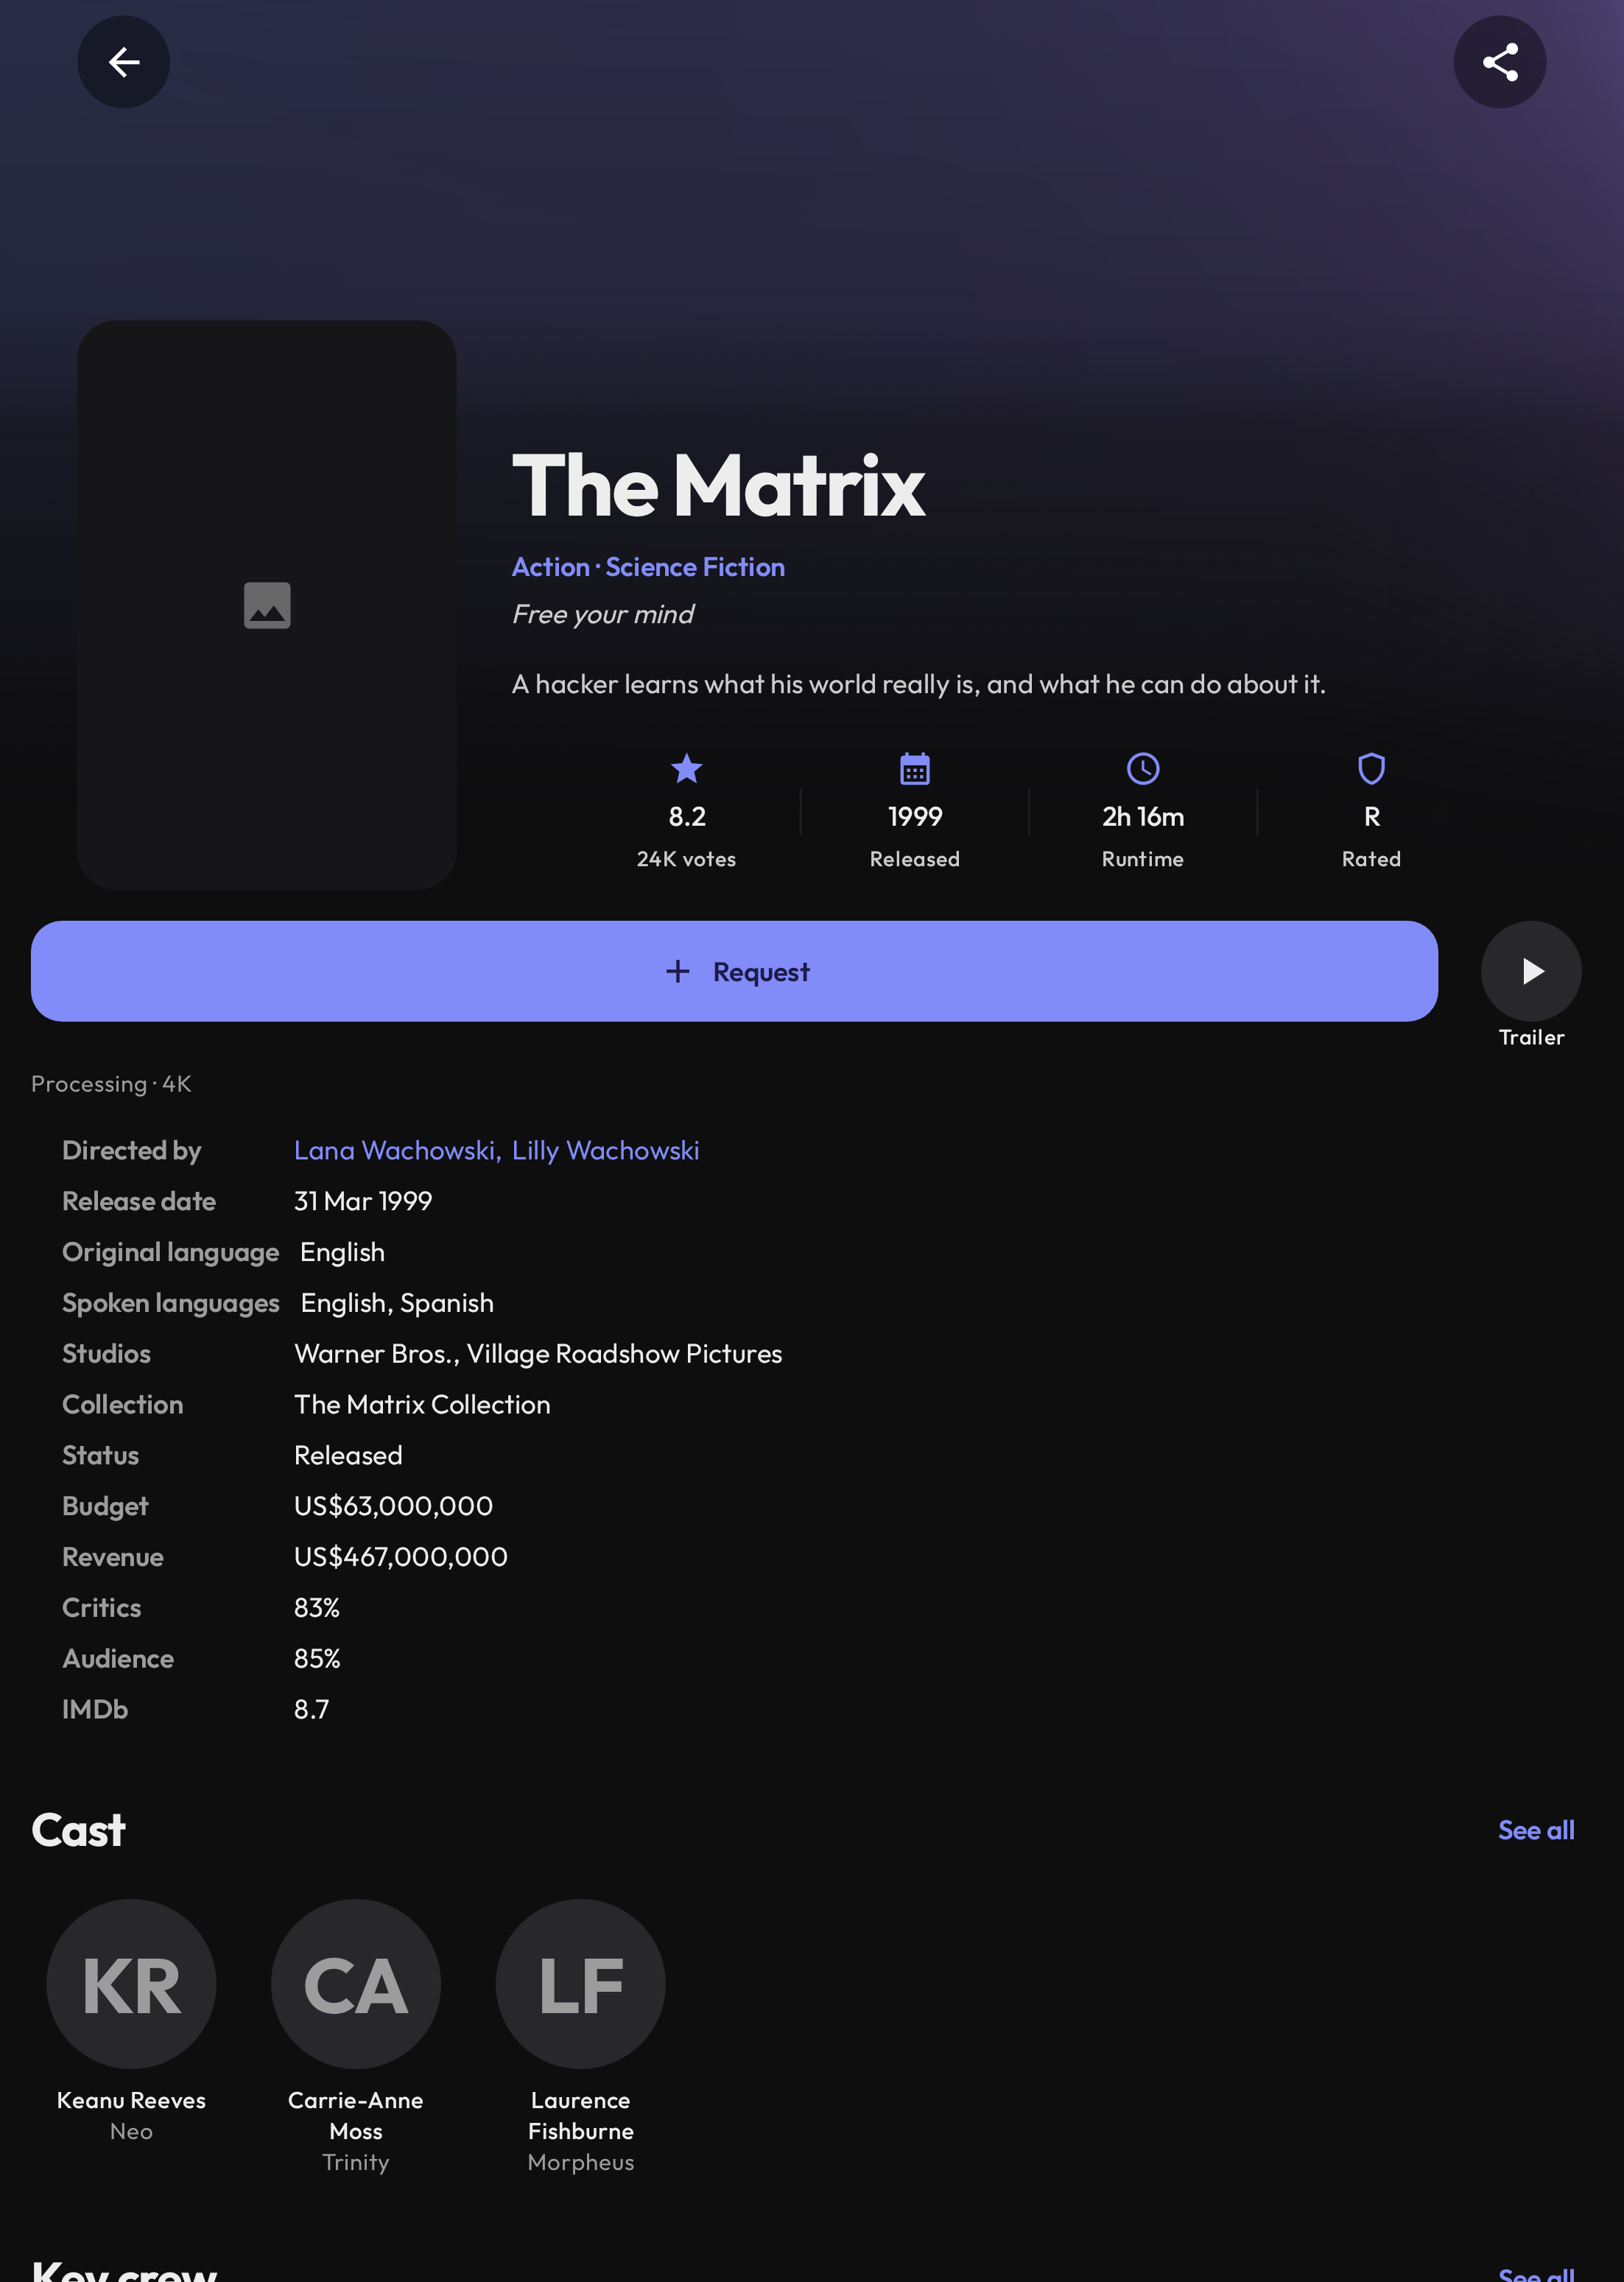 The Matrix
Action · Science Fiction
Free your mind
A hacker learns what his world really is, and what he can do about it.
8.2
24K votes
1999
Released
2h 16m
Runtime
R
Rated
Request
Trailer
Processing · 4K
Directed by Lana Wachowski, Lilly Wachowski
Release date 31 Mar 1999
Original language English
Spoken languages English, Spanish
Studios Warner Bros., Village Roadshow Pictures
Collection The Matrix Collection
Status Released
Budget US$63,000,000
Revenue US$467,000,000
Critics 83%
Audience 85%
IMDb 8.7
Cast See all
KR
Keanu Reeves
Neo
CA
Carrie-Anne
Moss
Trinity
LF
Laurence
Fishburne
Morpheus
Key crew See all